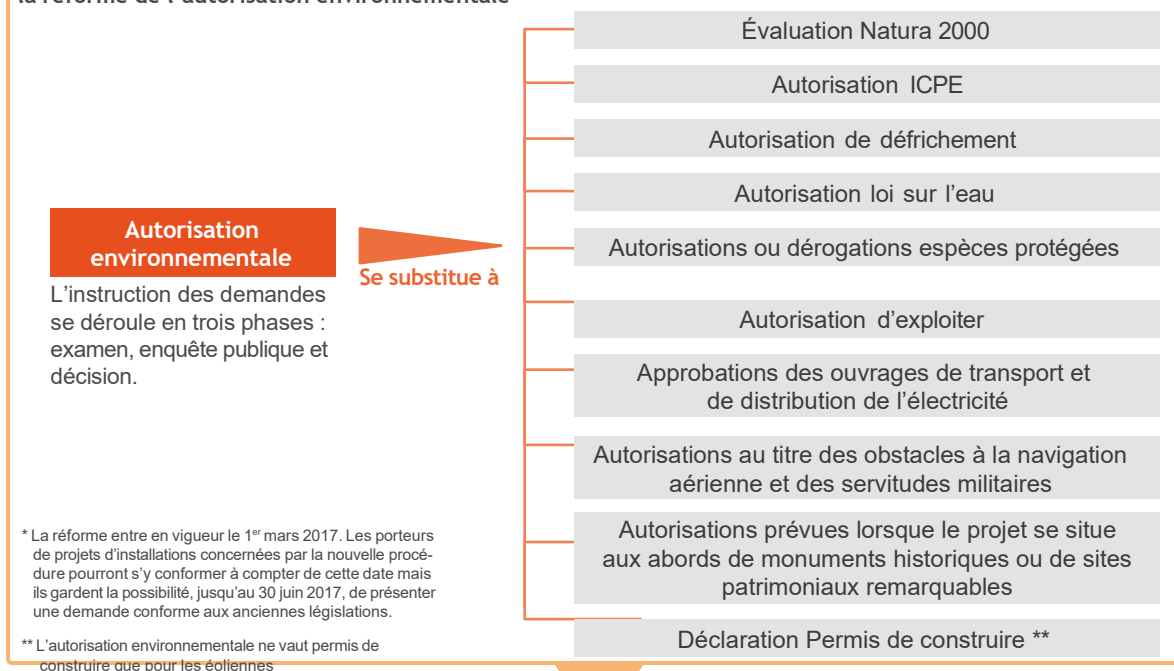 la réforme de l'autorisation environnementale
Autorisation
environnementale
L'instruction des demandes
se déroule en trois phases :
examen, enquête publique et
décision.
Se substitue à
Évaluation Natura 2000
Autorisation ICPE
Autorisation de défrichement
Autorisation loi sur l'eau
Autorisations ou dérogations espèces protégées
Autorisation d'exploiter
Approbations des ouvrages de transport et
de distribution de l'électricité
Autorisations au titre des obstacles à la navigation
aérienne et des servitudes militaires
Autorisations prévues lorsque le projet se situe
aux abords de monuments historiques ou de sites
patrimoniaux remarquables
Déclaration Permis de construire **
* La réforme entre en vigueur le 1er mars 2017. Les porteurs
de projets d'installations concernées par la nouvelle procé-
dure pourront s'y conformer à compter de cette date mais
ils gardent la possibilité, jusqu'au 30 juin 2017, de présenter
une demande conforme aux anciennes législations.
** L'autorisation environnementale ne vaut permis de
construire que pour les éoliennes